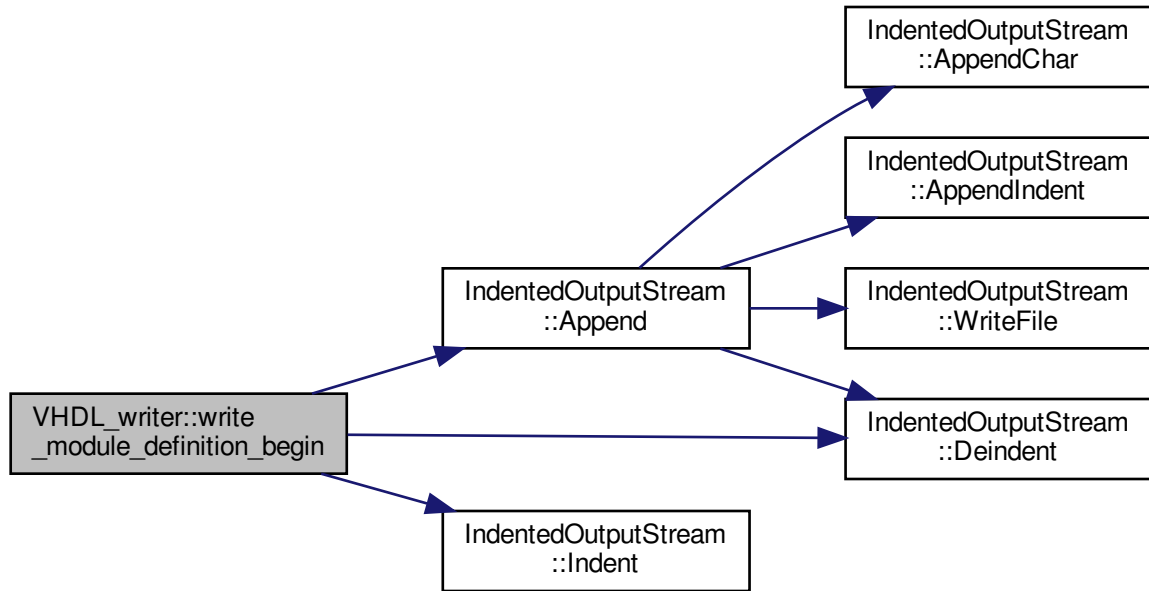 VHDL_writer::write
_module_definition_begin
IndentedOutputStream
::Append
IndentedOutputStream
::AppendChar
IndentedOutputStream
::AppendIndent
IndentedOutputStream
::WriteFile
IndentedOutputStream
::Deindent
IndentedOutputStream
::Indent